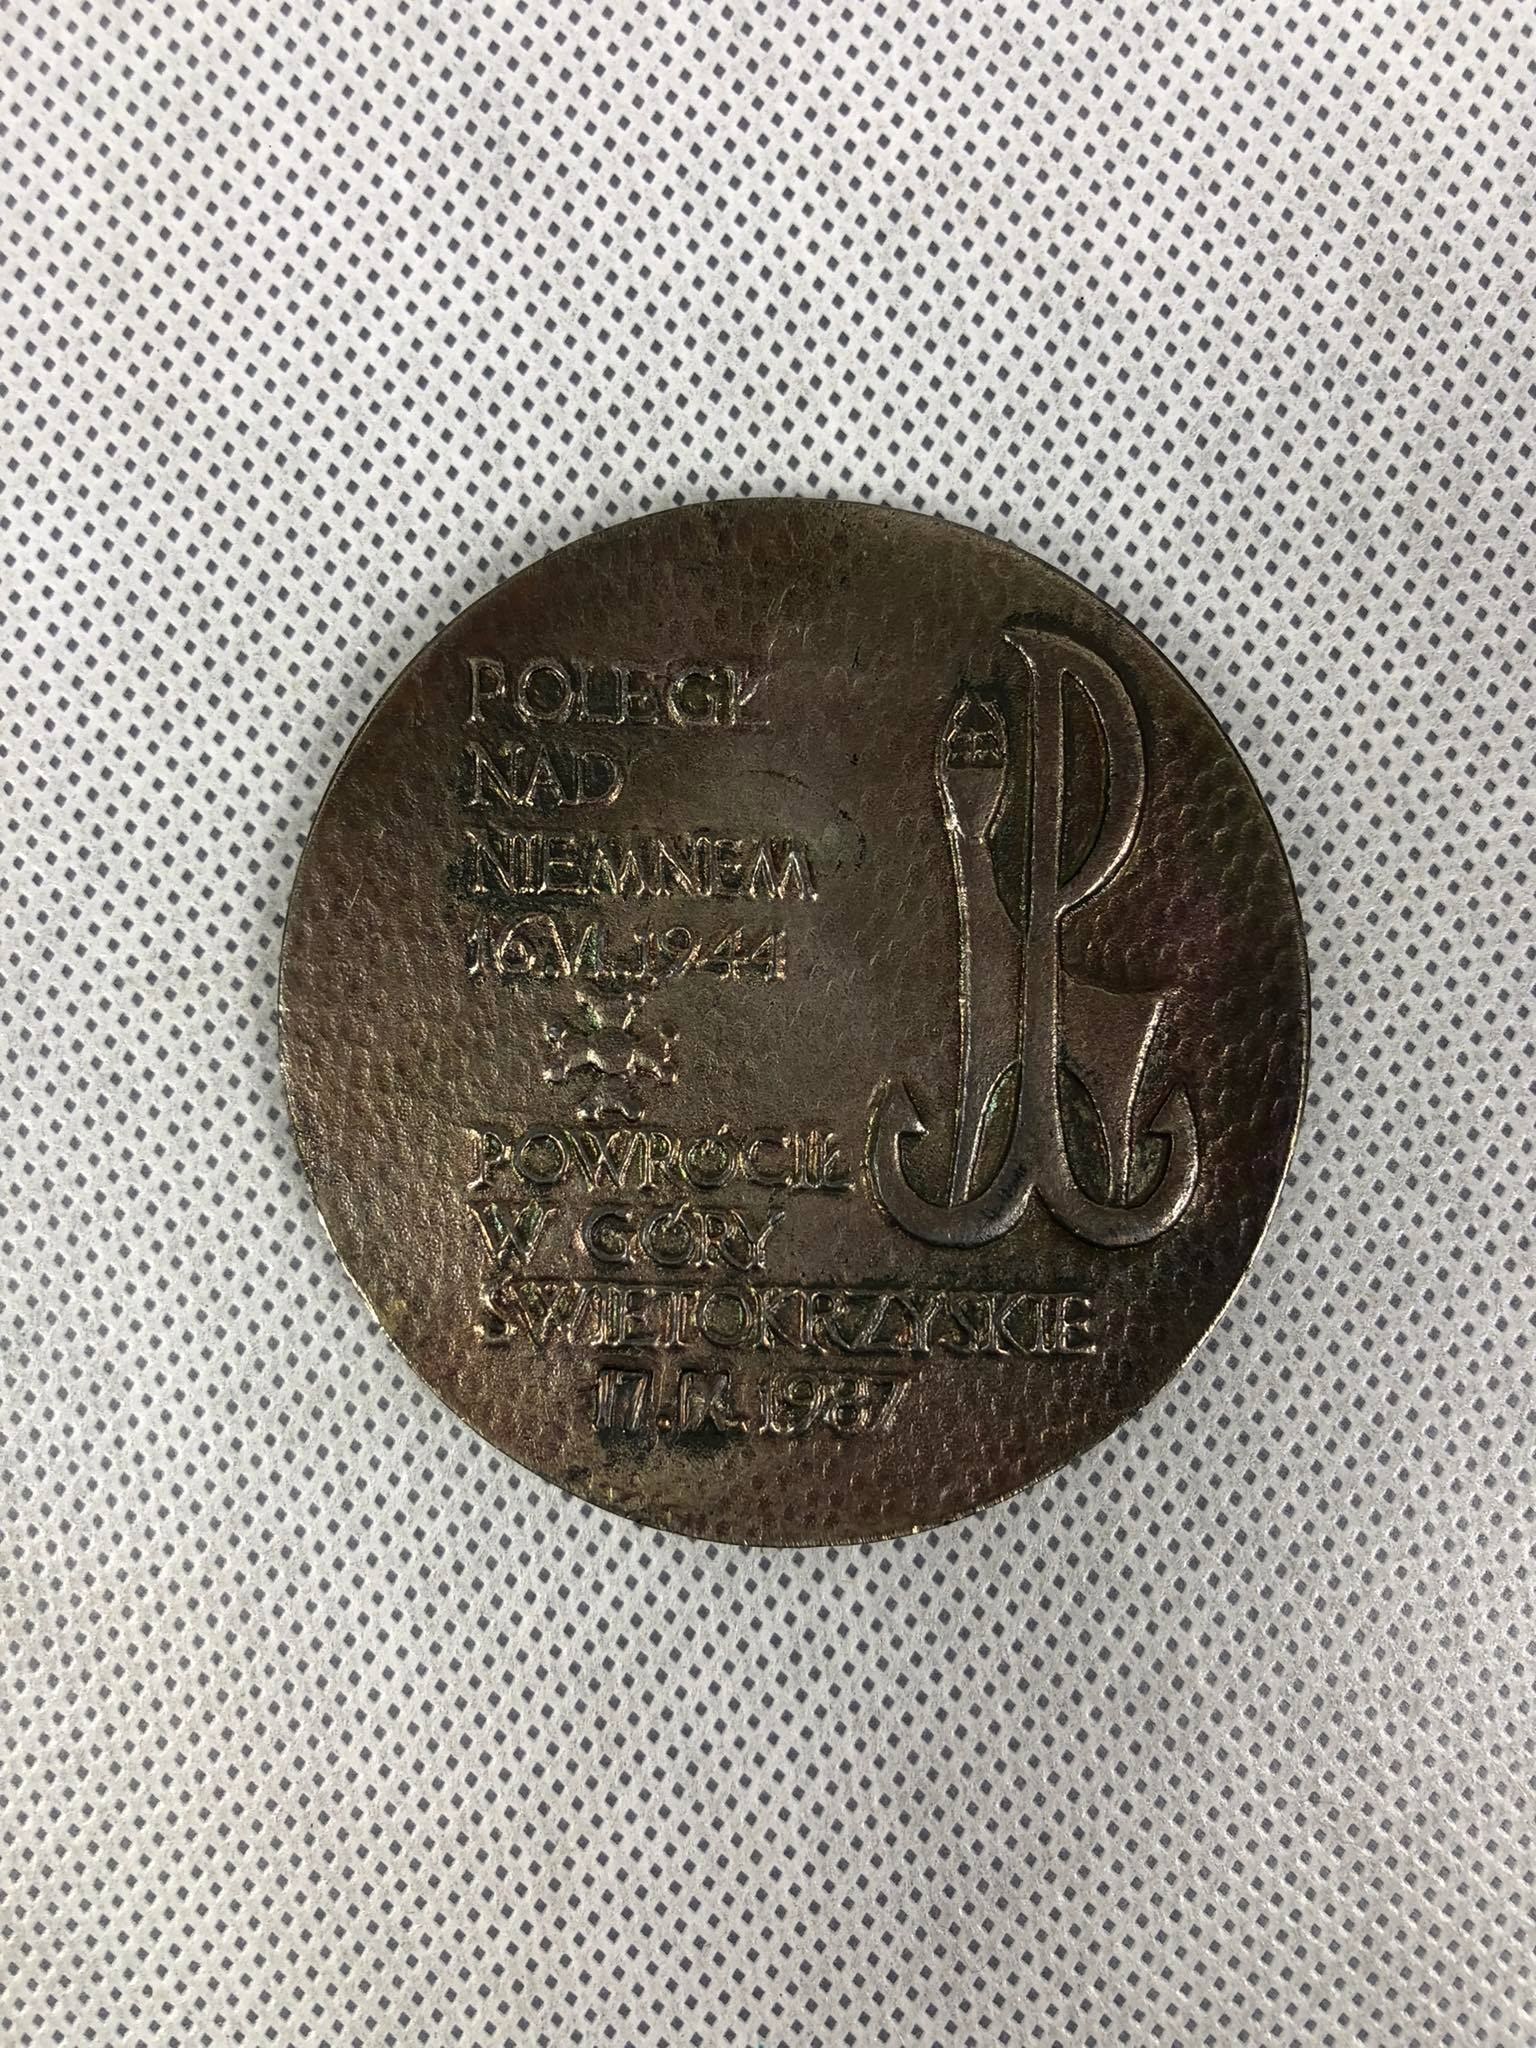 POLEGŁ
NAD
NIEMNEM
16.VI.1944
POWRÓCIŁ
W GÓRY
ŚWIĘTOKRZYSKIE
17.IX.1987